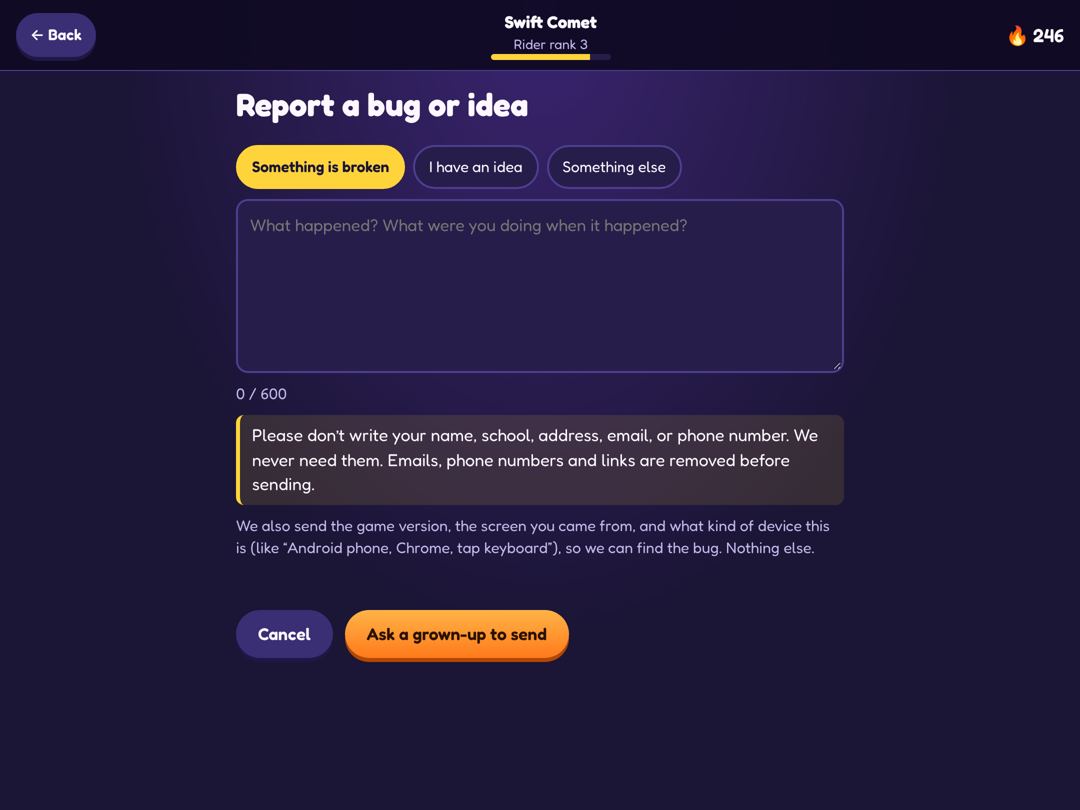 ← Back
Swift Comet
Rider rank 3
🔥 246
Report a bug or idea
Something is broken
I have an idea
Something else
What happened? What were you doing when it happened?
0 / 600
Please don't write your name, school, address, email, or phone number. We
never need them. Emails, phone numbers and links are removed before
sending.
We also send the game version, the screen you came from, and what kind of device this
is (like “Android phone, Chrome, tap keyboard”), so we can find the bug. Nothing else.
Cancel
Ask a grown-up to send